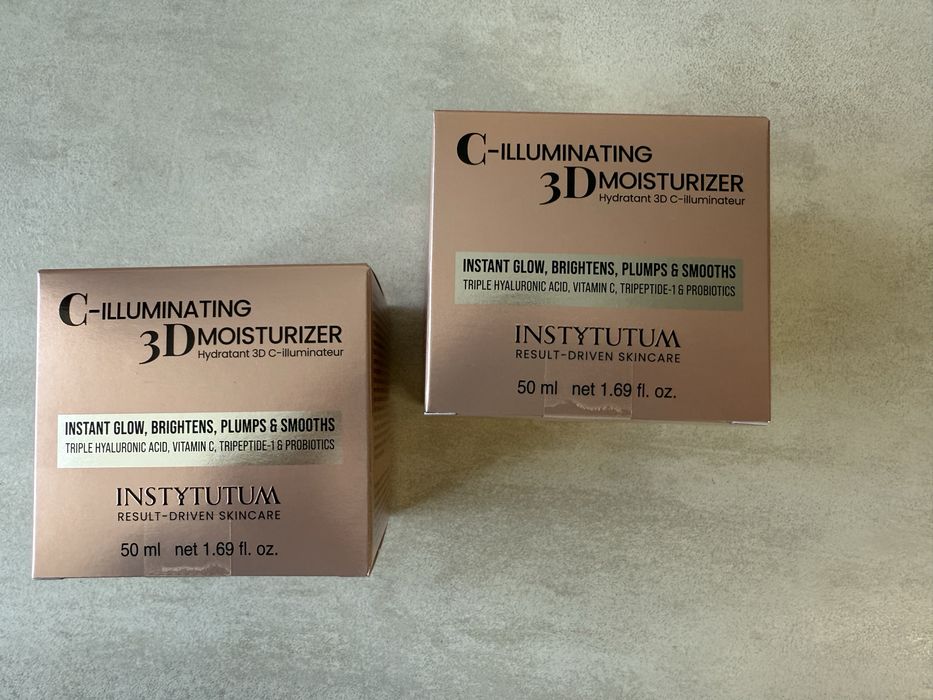 C-ILLUMINATING
3D MOISTURIZER
Hydratant 3D C-illuminateur
INSTANT GLOW, BRIGHTENS, PLUMPS & SMOOTHS
TRIPLE HYALURONIC ACID, VITAMIN C, TRIPEPTIDE-1 & PROBIOTICS
INSTYTUTUM
RESULT-DRIVEN SKINCARE
50 ml net 1.69 fl. oz.
C-ILLUMINATING
3D MOISTURIZER
Hydratant 3D C-illuminateur
INSTANT GLOW, BRIGHTENS, PLUMPS & SMOOTHS
TRIPLE HYALURONIC ACID, VITAMIN C, TRIPEPTIDE-1 & PROBIOTICS
INSTYTUTUM
RESULT-DRIVEN SKINCARE
50 ml net 1.69 fl. oz.